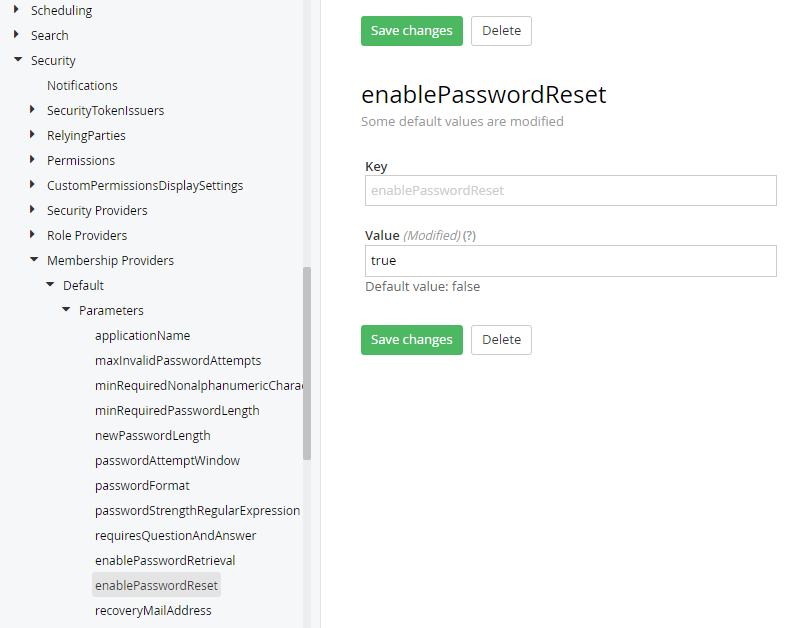 Scheduling
Search
Security
Notifications
SecurityTokenIssuers
RelyingParties
Permissions
CustomPermissionsDisplaySettings
Security Providers
Role Providers
Membership Providers
Default
Parameters
applicationName
maxInvalidPasswordAttempts
minRequiredNonalphanumericCharac
minRequiredPasswordLength
newPasswordLength
passwordAttemptWindow
passwordFormat
passwordStrengthRegularExpression
requiresQuestionAndAnswer
enablePasswordRetrieval
enablePasswordReset
recoveryMailAddress
Save changes Delete
enablePasswordReset
Some default values are modified
Key
enablePasswordReset
Value (Modified) (?)
true
Default value: false
Save changes Delete